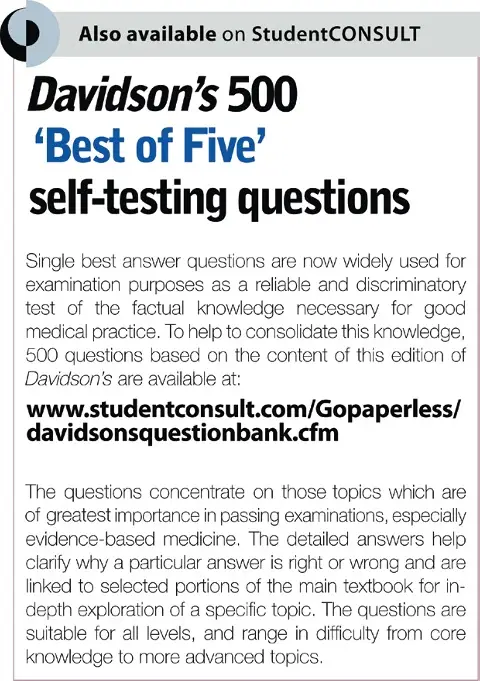 Also available on StudentCONSULT
Davidson's 500
'Best of Five'
self-testing questions
Single best answer questions are now widely used for
examination purposes as a reliable and discriminatory
test of the factual knowledge necessary for good
medical practice. To help to consolidate this knowledge,
500 questions based on the content of this edition of
Davidson's are available at:
www.studentconsult.com/Gopaperless/
davidsonsquestionbank.cfm
The questions concentrate on those topics which are
of greatest importance in passing examinations, especially
evidence-based medicine. The detailed answers help
clarify why a particular answer is right or wrong and are
linked to selected portions of the main textbook for in-
depth exploration of a specific topic. The questions are
suitable for all levels, and range in difficulty from core
knowledge to more advanced topics.